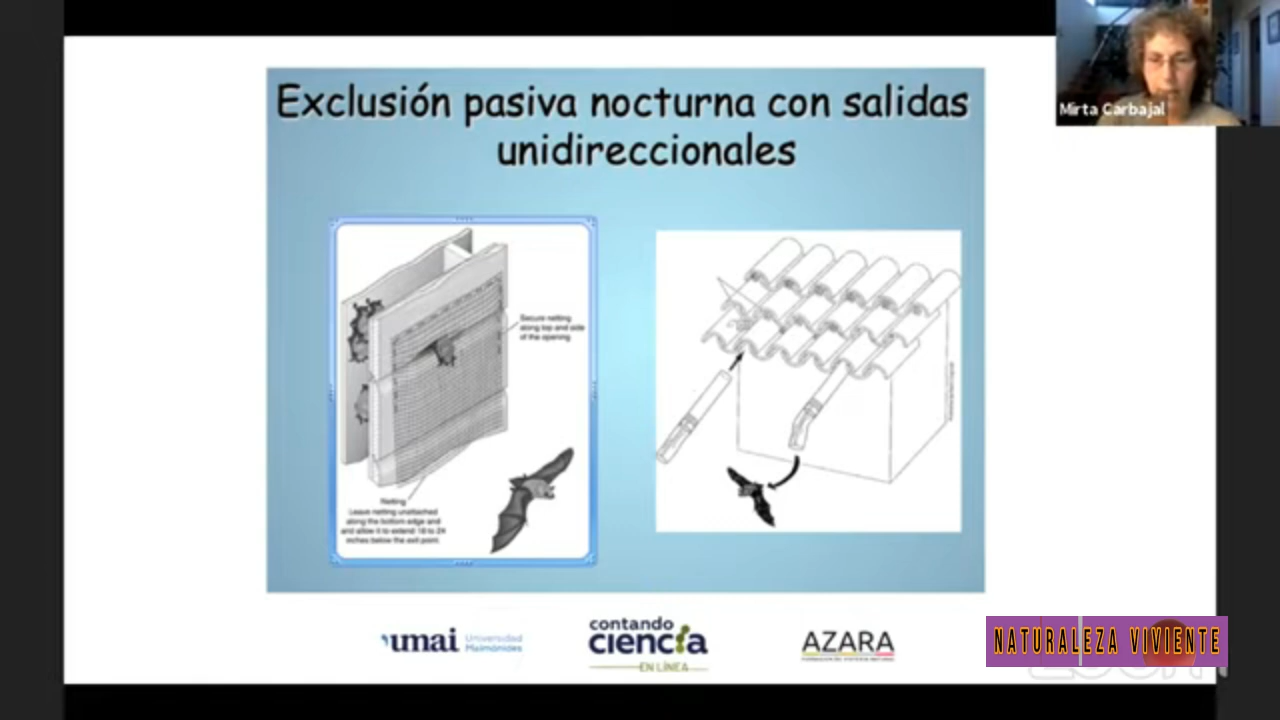 Exclusión pasiva nocturna con salidas
unidireccionales
Mirta Carbajal
Secure netting
along top and side
of the opening
Netting
Leave netting unattached
along the bottom edge and
and allow it to extend 18 to 24
inches below the exit point.
umai
Universidad
Maimónides
contando
ciencia
EN LÍNEA
AZARA
NATURALEZA VIVIENTE